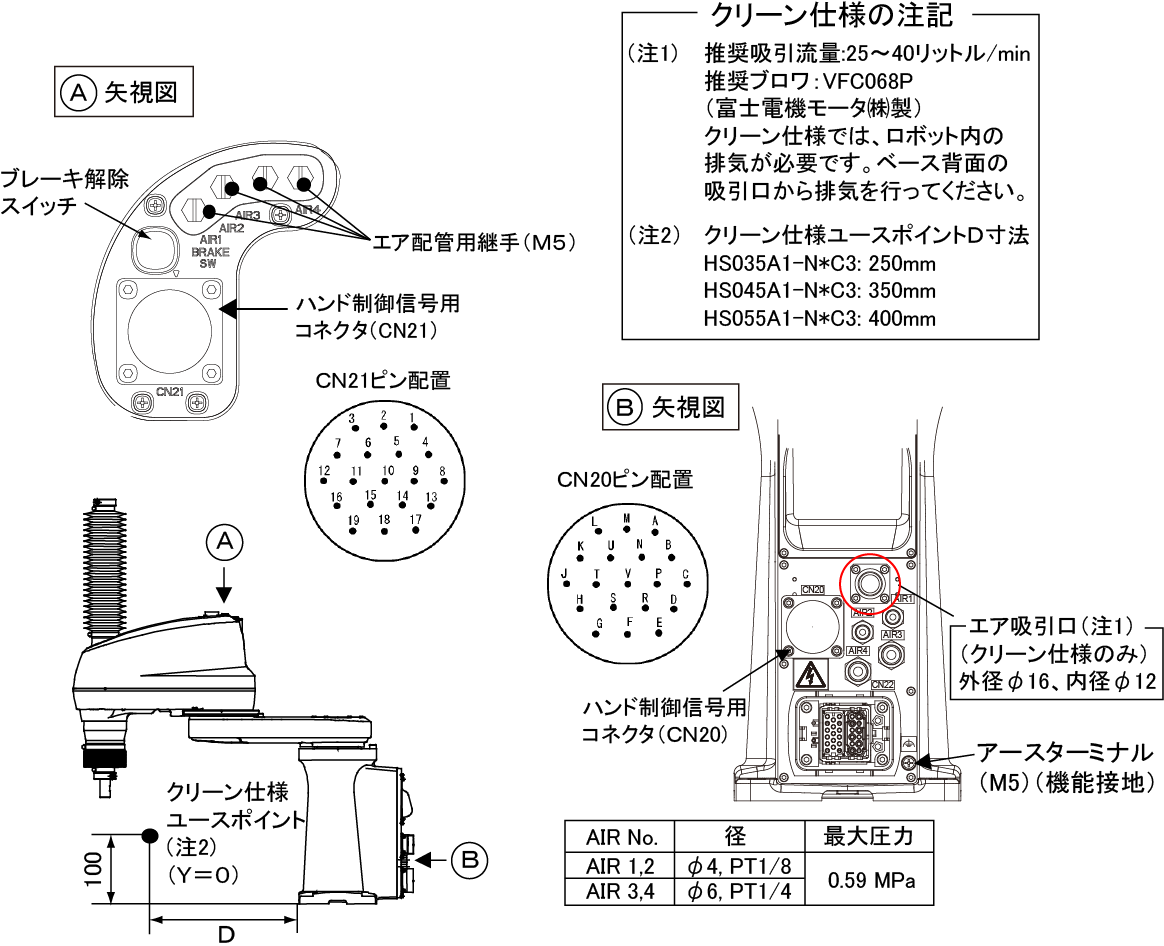 クリーン仕様の注記
(注1) 推奨吸引流量:25～40リットル/min
推奨ブロワ:VFC068P
(富士電機モータ㈱製)
クリーン仕様では、ロボット内の
排気が必要です。ベース背面の
吸引口から排気を行ってください。
(注2) クリーン仕様ユースポイントD寸法
HS035A1-N*C3: 250mm
HS045A1-N*C3: 350mm
HS055A1-N*C3: 400mm
A 矢視図
ブレーキ解除
スイッチ
AIR4
AIR3
AIR2
AIR1
BRAKE
SW
エア配管用継手(M5)
ハンド制御信号用
コネクタ(CN21)
CN21
CN21ピン配置
3 2 1
7 6 5 4
12 11 10 9 8
16 15 14 13
19 18 17
B 矢視図
CN20ピン配置
L M A
K U N B
J T V P C
H S R D
G F E
CN20
AIR1
AIR2
AIR3
AIR4
CN22
エア吸引口(注1)
(クリーン仕様のみ)
外径φ16、内径φ12
ハンド制御信号用
コネクタ(CN20)
アースターミナル
(M5)(機能接地)
A
クリーン仕様
ユースポイント
(注2)
(Y=0)
100
D
B
AIR No. 径 最大圧力
AIR 1,2 φ4, PT1/8 0.59 MPa
AIR 3,4 φ6, PT1/4